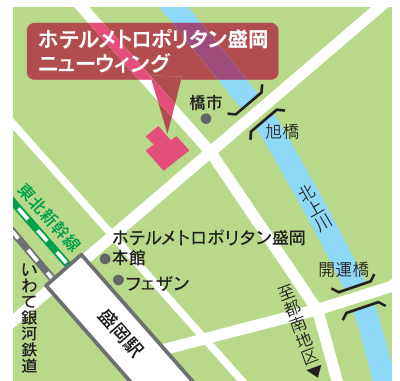 ホテルメトロポリタン盛岡
ニューウィング
橋市
旭橋
北上川
東北新幹線
ホテルメトロポリタン盛岡
本館
フェザン
開運橋
いわて銀河鉄道
盛岡駅
至都南地区